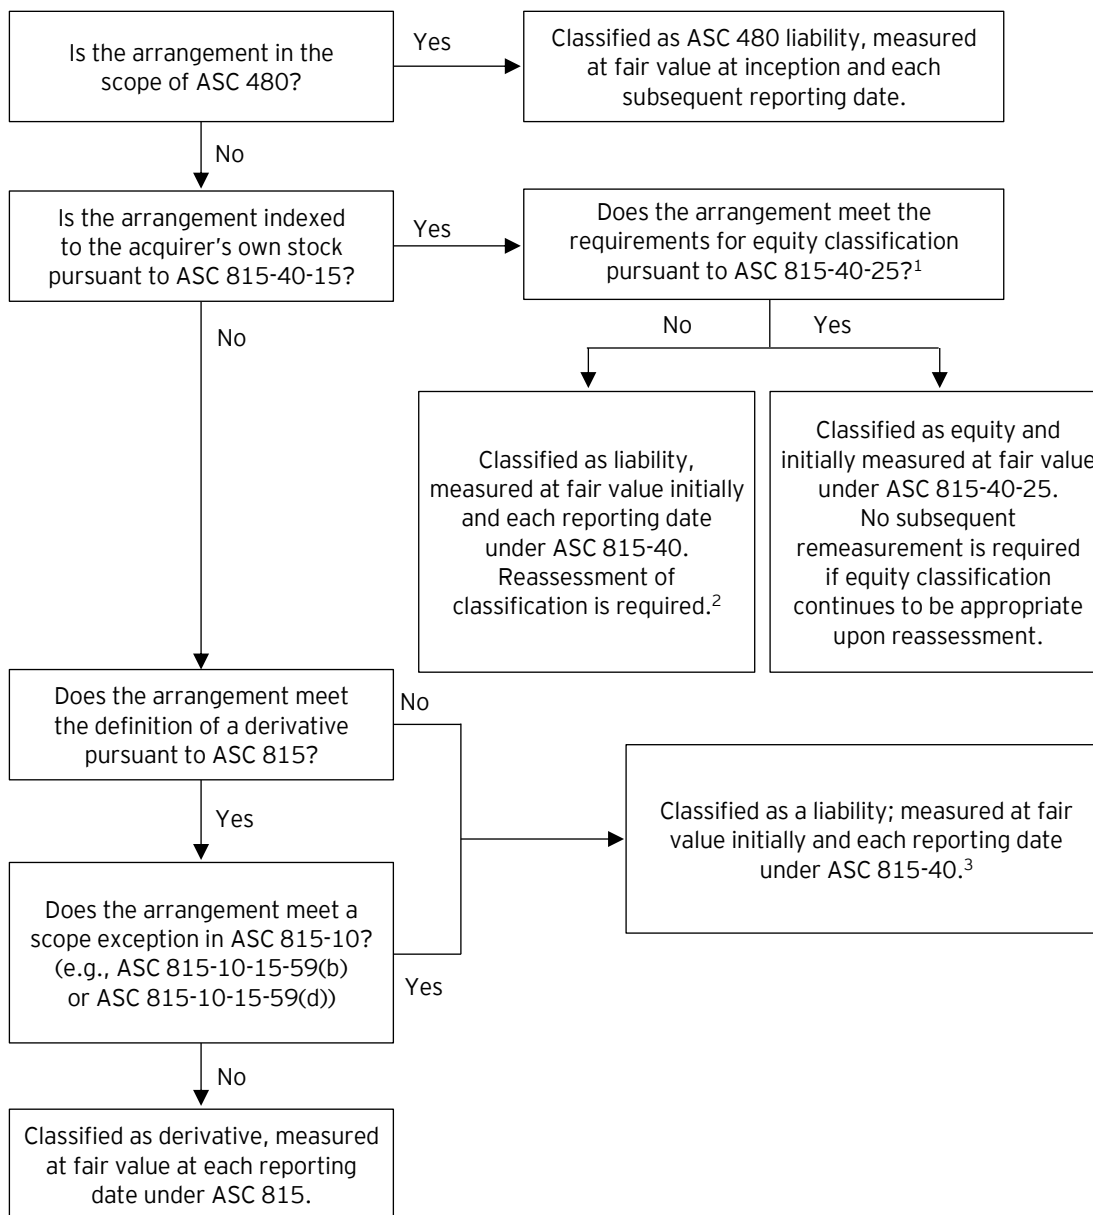 Is the arrangement in the
scope of ASC 480?
Yes
Classified as ASC 480 liability, measured
at fair value at inception and each
subsequent reporting date.
No
Is the arrangement indexed
to the acquirer's own stock
pursuant to ASC 815-40-15?
Yes
Does the arrangement meet the
requirements for equity classification
pursuant to ASC 815-40-25?1
No
No
Yes
Classified as liability,
measured at fair value initially
and each reporting date
under ASC 815-40.
Reassessment of
classification is required.2
Classified as equity and
initially measured at fair value
under ASC 815-40-25.
No subsequent
remeasurement is required
if equity classification
continues to be appropriate
upon reassessment.
Does the arrangement meet
the definition of a derivative
pursuant to ASC 815?
No
Yes
Classified as a liability; measured at fair
value initially and each reporting date
under ASC 815-40.3
Does the arrangement meet a
scope exception in ASC 815-10?
(e.g., ASC 815-10-15-59(b)
or ASC 815-10-15-59(d))
Yes
No
Classified as derivative, measured
at fair value at each reporting
date under ASC 815.